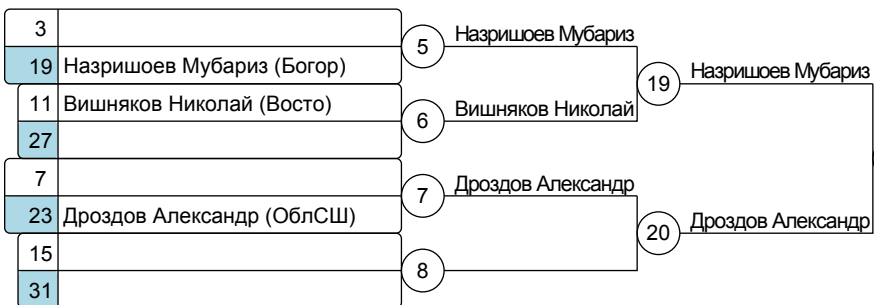 3
19 Назришоев Мубариз (Богор)
11 Вишняков Николай (Восто)
27
7
23 Дроздов Александр (ОблСШ)
15
31
5 Назришоев Мубариз
6 Вишняков Николай
7 Дроздов Александр
8
19 Назришоев Мубариз
20 Дроздов Александр